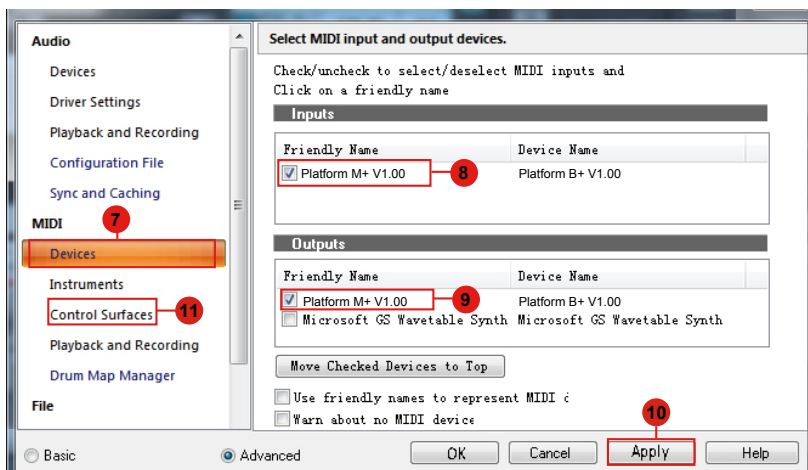 Audio
Devices
Driver Settings
Playback and Recording
Configuration File
Sync and Caching
MIDI
7
Devices
Instruments
Control Surfaces
11
Playback and Recording
Drum Map Manager
File
Basic
Advanced
Select MIDI input and output devices.
Check/uncheck to select/deselect MIDI inputs and
Click on a friendly name
Inputs
Friendly Name Device Name
Platform M+ V1.00 8 Platform B+ V1.00
Outputs
Friendly Name Device Name
Platform M+ V1.00 9 Platform B+ V1.00
Microsoft GS Wavetable Synth Microsoft GS Wavetable Synth
Move Checked Devices to Top
Use friendly names to represent MIDI
Warn about no MIDI device
10
OK Cancel Apply Help